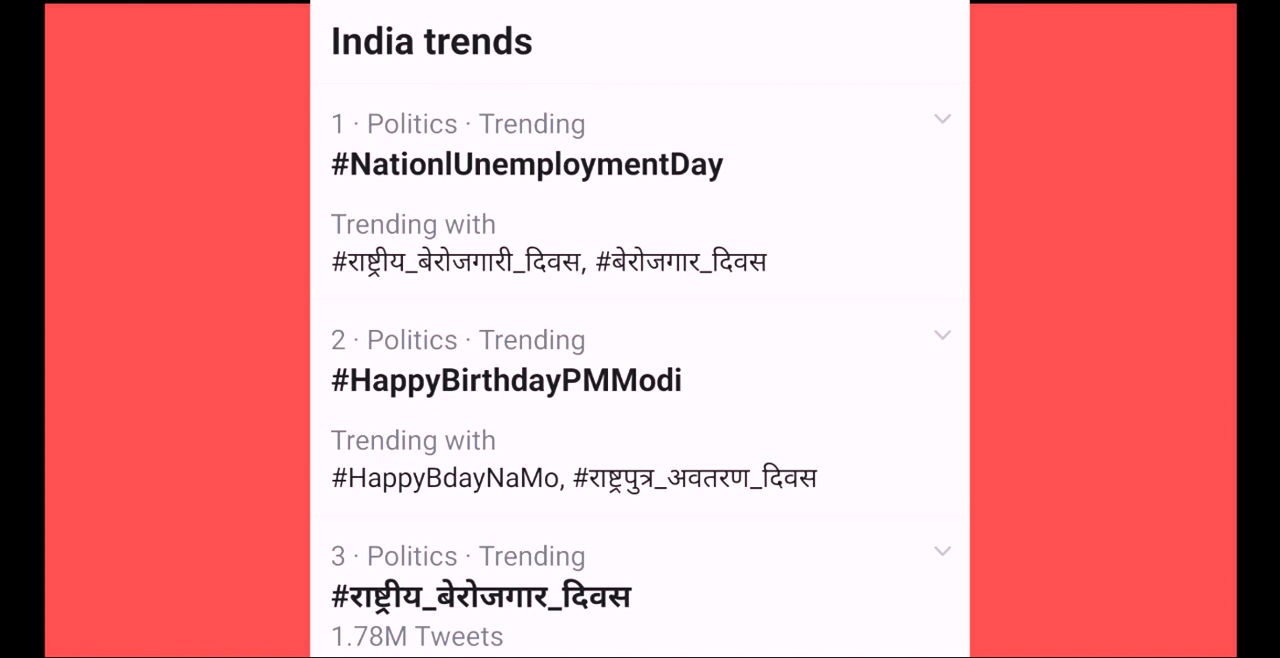 India trends
1 · Politics · Trending
#NationlUnemploymentDay
Trending with
#राष्ट्रीय_बेरोजगारी_दिवस, #बेरोजगार_दिवस
2 · Politics · Trending
#HappyBirthdayPMModi
Trending with
#HappyBdayNaMo, #राष्ट्रपुत्र_अवतरण_दिवस
3 · Politics · Trending
#राष्ट्रीय_बेरोजगार_दिवस
1.78M Tweets